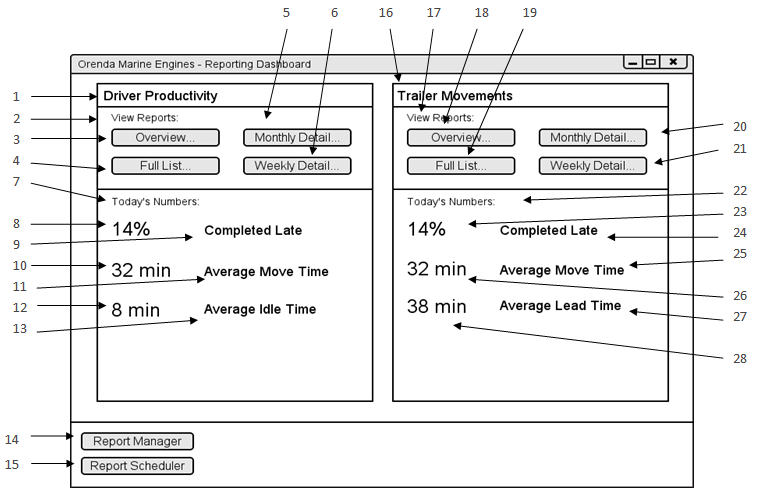 5 6 16 17 18 19
Orenda Marine Engines - Reporting Dashboard
1 Driver Productivity Trailer Movements
2 View Reports: View Reports:
3 Overview... Monthly Detail... Overview... Monthly Detail... 20
4 Full List... Weekly Detail... Full List... Weekly Detail... 21
7 Today's Numbers: Today's Numbers: 22
8 14% Completed Late 14% Completed Late 23
9 24
10 32 min Average Move Time 32 min Average Move Time 25
11 26
12 8 min Average Idle Time 38 min Average Lead Time 27
13 28
14 Report Manager
15 Report Scheduler